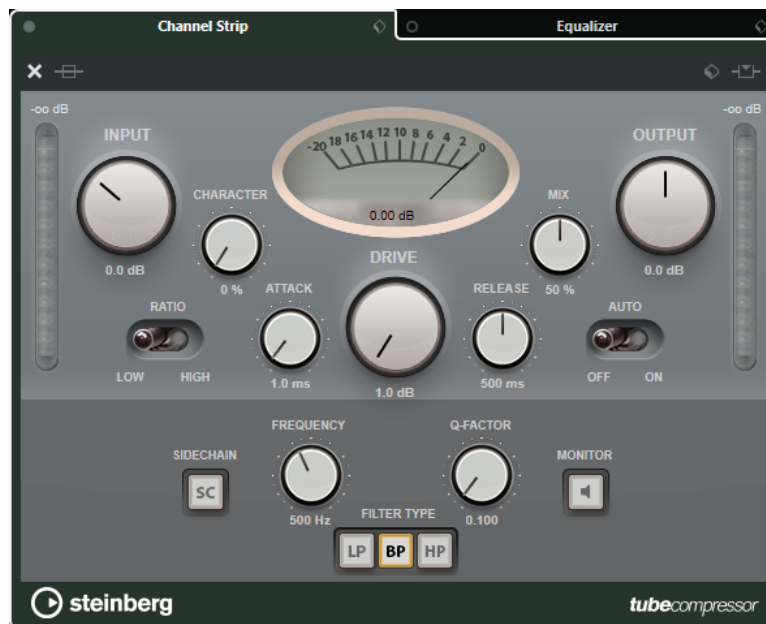 Channel Strip
Equalizer
-oo dB
-oo dB
INPUT
OUTPUT
-20 18 16 14 12 10 8 6 4 2 0
CHARACTER
MIX
0.00 dB
0.0 dB
0.0 dB
DRIVE
0 %
ATTACK
RELEASE
50 %
RATIO
AUTO
LOW HIGH
1.0 ms
1.0 dB
500 ms
OFF ON
FREQUENCY
Q-FACTOR
SIDECHAIN
MONITOR
SC
500 Hz
FILTER TYPE
0.100
LP BP HP
steinberg
tubecompressor